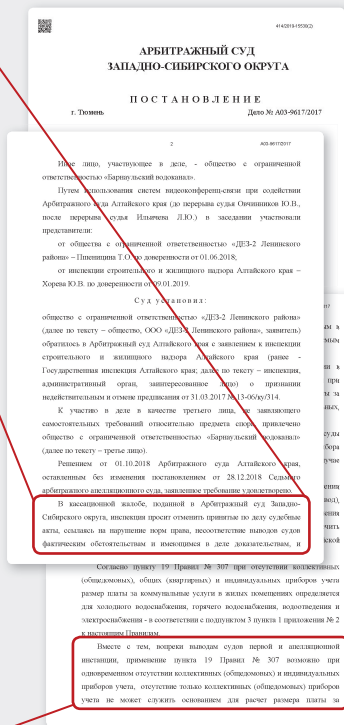 414/2019-15530(2)
АРБИТРАЖНЫЙ СУД
ЗАПАДНО-СИБИРСКОГО ОКРУГА
ПОСТАНОВЛЕНИЕ
г. Тюмень Дело № А03-9617/2017
2 А03-9617/2017
Иное лицо, участвующее в деле, - общество с ограниченной
ответственностью «Барнаульский водоканал».
Путем использования систем видеоконференц-связи при содействии
Арбитражного суда Алтайского края (до перерыва судья Овчинников Ю.В.,
после перерыва судья Ильичева Л.Ю.) в заседании участвовали
представители:
от общества с ограниченной ответственностью «ДЕЗ-2 Ленинского
района» – Пшеницина Т.О. по доверенности от 01.06.2018;
от инспекции строительного и жилищного надзора Алтайского края –
Хорева Ю.В. по доверенности от 09.01.2019.
Суд установил:
общество с ограниченной ответственностью «ДЕЗ-2 Ленинского района»
(далее по тексту – общество, ООО «ДЕЗ-2 Ленинского района», заявитель)
обратилось в Арбитражный суд Алтайского края с заявлением к инспекции
строительного и жилищного надзора Алтайского края (ранее -
Государственная инспекция Алтайского края; далее по тексту – инспекция,
административный орган, заинтересованное лицо) о признании
недействительным и отмене предписания от 31.03.2017 № 13-06/ку/314.
К участию в деле в качестве третьего лица, не заявляющего
самостоятельных требований относительно предмета спора, привлечено
общество с ограниченной ответственностью «Барнаульский водоканал»
(далее по тексту – третье лицо).
Решением от 01.10.2018 Арбитражного суда Алтайского края,
оставленным без изменения постановлением от 28.12.2018 Седьмого
арбитражного апелляционного суда, заявленное требование удовлетворено.
В кассационной жалобе, поданной в Арбитражный суд Западно-
Сибирского округа, инспекция просит отменить принятые по делу судебные
акты, ссылаясь на нарушение норм права, несоответствие выводов судов
фактическим обстоятельствам и имеющимся в деле доказательствам, и
Согласно пункту 19 Правил № 307 при отсутствии коллективных
(общедомовых), общих (квартирных) и индивидуальных приборов учета
размер платы за коммунальные услуги в жилых помещениях определяется
для холодного водоснабжения, горячего водоснабжения, водоотведения и
электроснабжения - в соответствии с подпунктом 3 пункта 1 приложения № 2
к настоящим Правилам.
Вместе с тем, вопреки выводам судов первой и апелляционной
инстанции, применение пункта 19 Правил № 307 возможно при
одновременном отсутствии коллективных (общедомовых) и индивидуальных
приборов учета, отсутствие только коллективных (общедомовых) приборов
учета не может служить основанием для расчет размера платы за